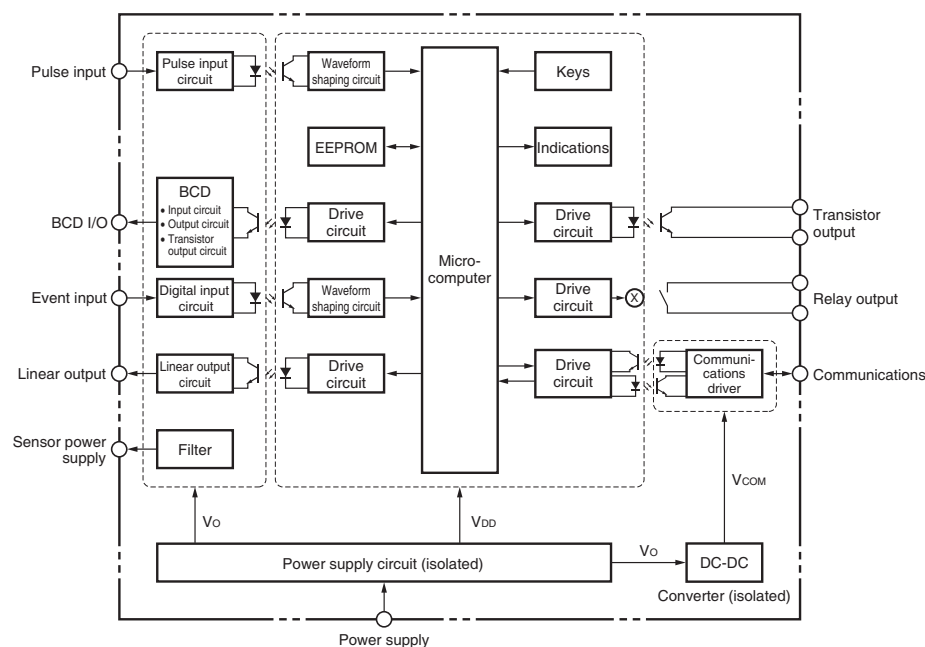 Pulse input
Pulse input
circuit
Waveform
shaping circuit
Keys
EEPROM
Indications
BCD I/O
BCD
• Input circuit
• Output circuit
• Transistor
output circuit
Drive
circuit
Micro-
computer
Drive
circuit
Transistor
output
Event input
Digital input
circuit
Waveform
shaping circuit
Drive
circuit
X
Relay output
Linear output
Linear output
circuit
Drive
circuit
Drive
circuit
Communi-
cations
driver
Communications
Sensor power
supply
Filter
VO
VDD
VCOM
Power supply circuit (isolated)
VO
DC-DC
Converter (isolated)
Power supply